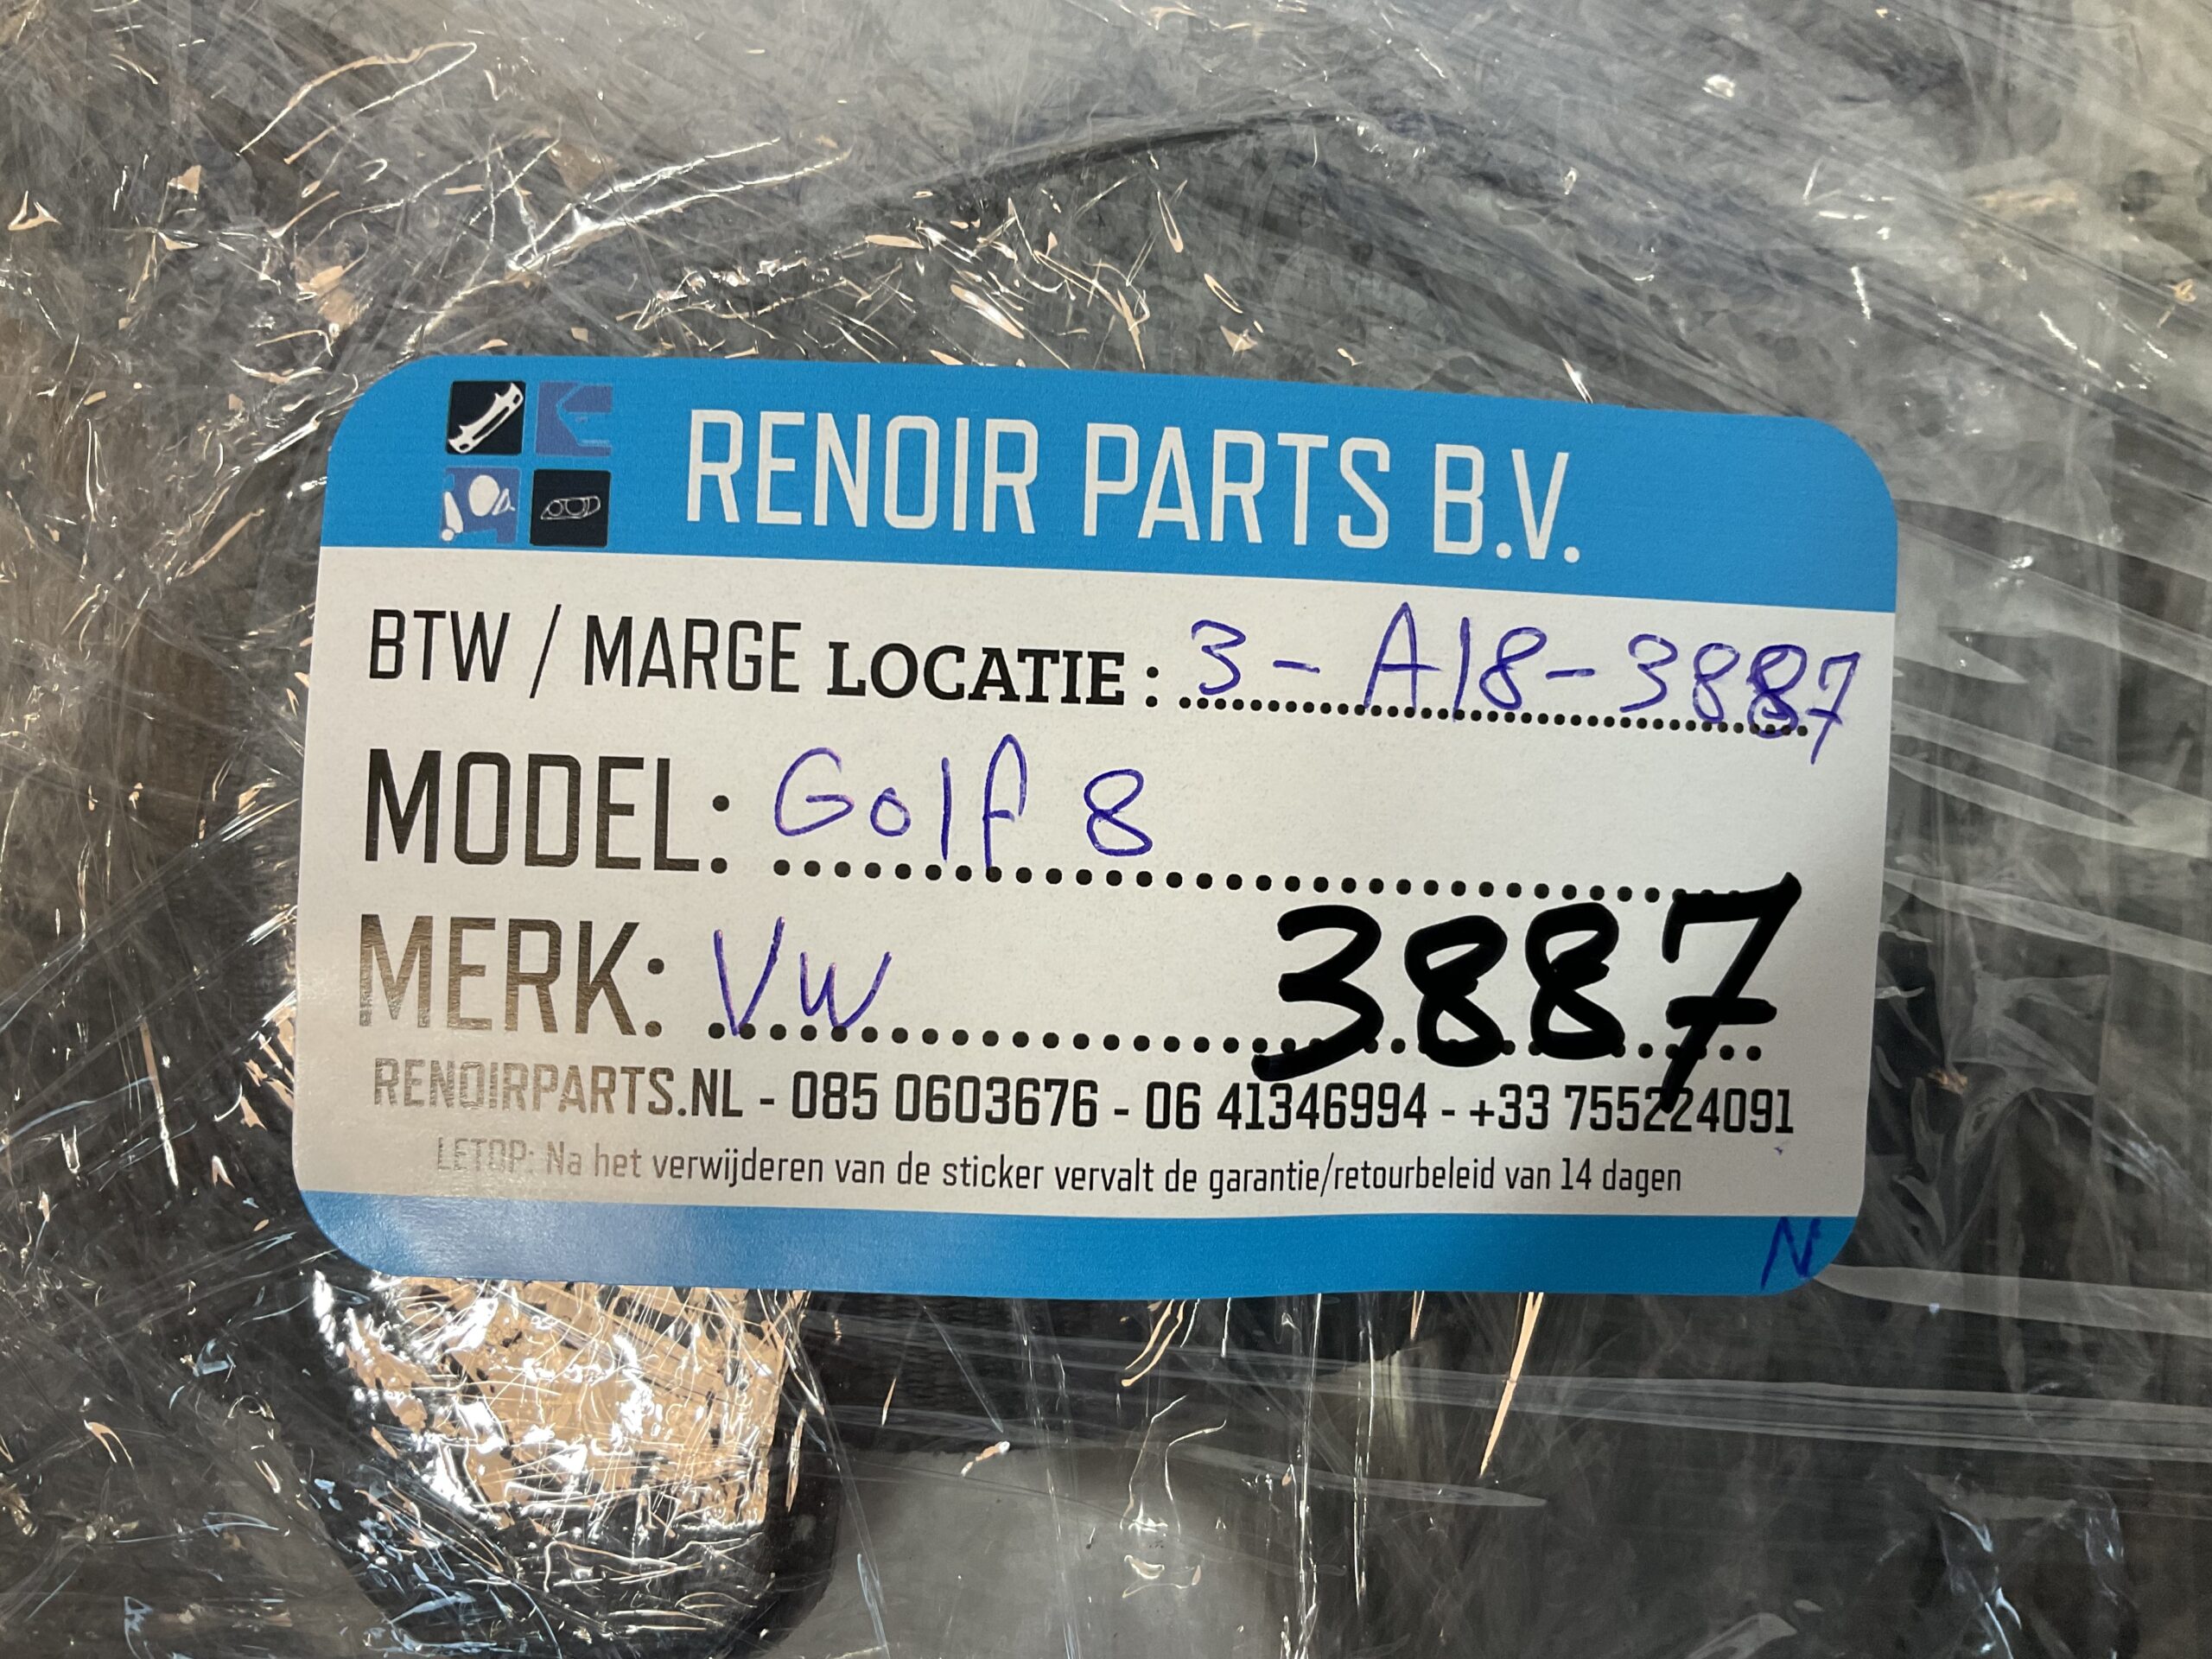 RENOIR PARTS B.V.
BTW / MARGE LOCATIE : 3-A18-3887
MODEL: Golf 8
MERK: VW 3887
RENOIRPARTS.NL - 085 0603676 - 06 41346994 - +33 755224091
LETOP: Na het verwijderen van de sticker vervalt de garantie/retourbeleid van 14 dagen
N